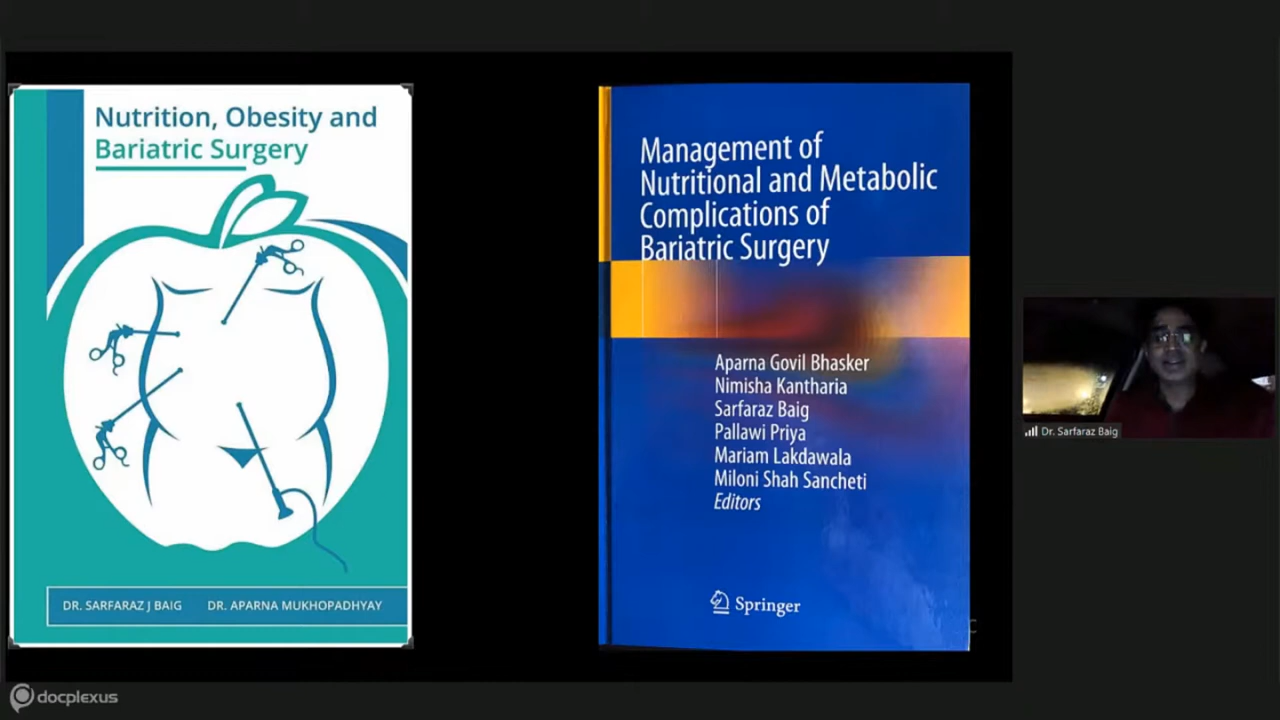 Nutrition, Obesity and
Bariatric Surgery
DR. SARFARAZ J BAIG DR. APARNA MUKHOPADHYAY
Management of
Nutritional and Metabolic
Complications of
Bariatric Surgery
Aparna Govil Bhasker
Nimisha Kantharia
Sarfaraz Baig
Pallawi Priya
Mariam Lakdawala
Miloni Shah Sancheti
Editors
Springer
Dr. Sarfaraz Baig
docplexus